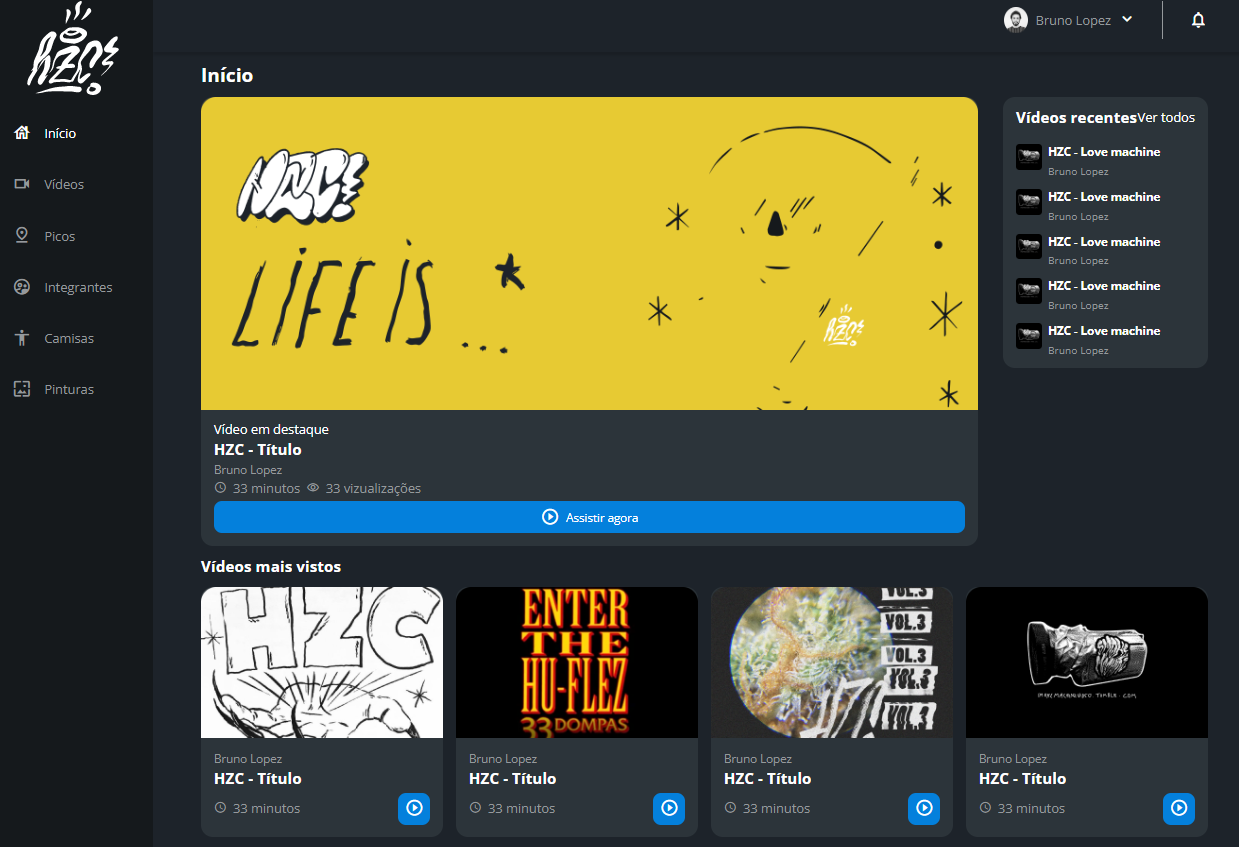 HZC!
Bruno Lopez
Início
Vídeos
Picos
Integrantes
Camisas
Pinturas
Início
HZC!
LIFE IS ...
HZC!
Vídeo em destaque
HZC - Título
Bruno Lopez
33 minutos 33 vizualizações
Assistir agora
Vídeos recentes Ver todos
HZC - Love machine
Bruno Lopez
HZC - Love machine
Bruno Lopez
HZC - Love machine
Bruno Lopez
HZC - Love machine
Bruno Lopez
HZC - Love machine
Bruno Lopez
Vídeos mais vistos
HZC
Bruno Lopez
HZC - Título
33 minutos
ENTER
THE
HU-FLEZ
33 DOMPAS
Bruno Lopez
HZC - Título
33 minutos
VOL.3
VOL.3
VOL.3
VOL.3
VOL.3
HZC
Bruno Lopez
HZC - Título
33 minutos
Bruno Lopez
HZC - Título
33 minutos